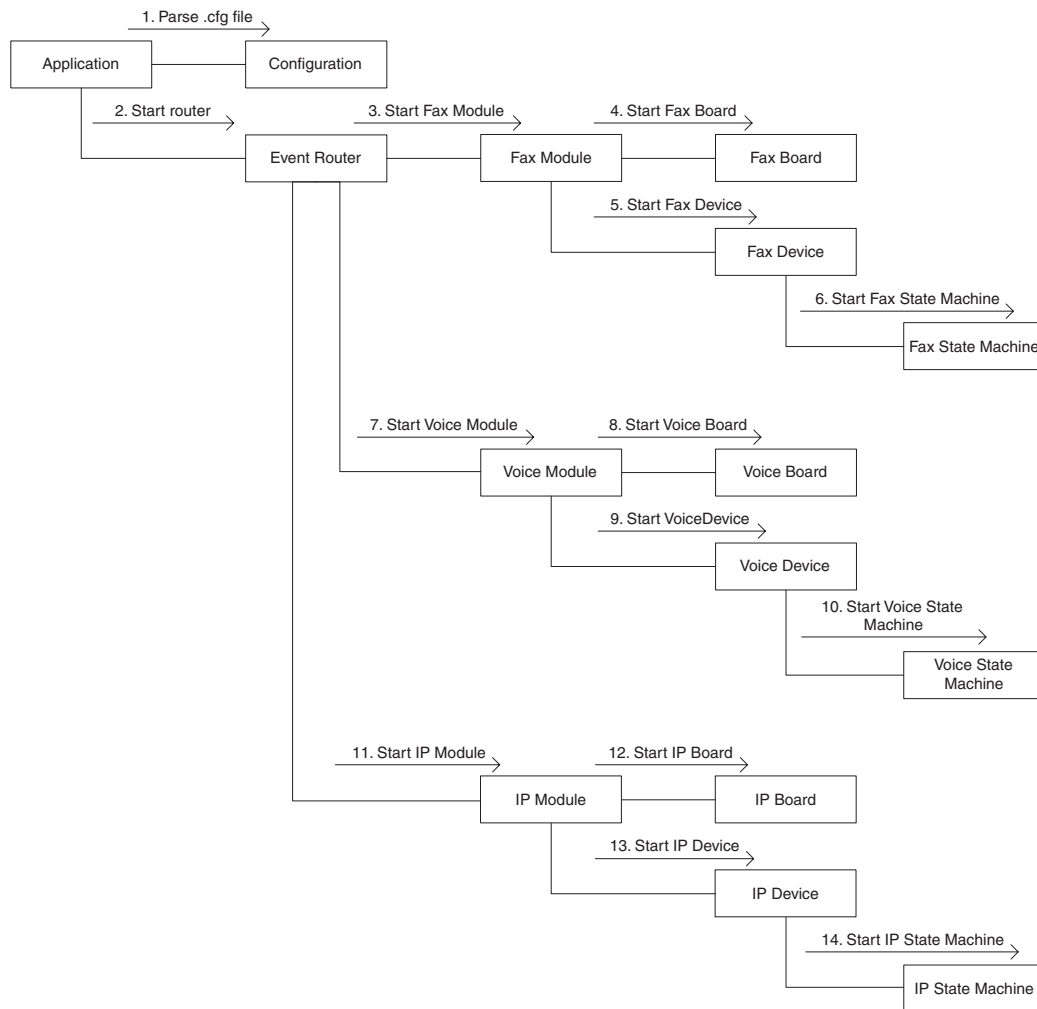 1. Parse .cfg file
Application
Configuration
2. Start router
3. Start Fax Module
4. Start Fax Board
Event Router
Fax Module
Fax Board
5. Start Fax Device
Fax Device
6. Start Fax State Machine
Fax State Machine
7. Start Voice Module
8. Start Voice Board
Voice Module
Voice Board
9. Start VoiceDevice
Voice Device
10. Start Voice State
Machine
Voice State
Machine
11. Start IP Module
12. Start IP Board
IP Module
IP Board
13. Start IP Device
IP Device
14. Start IP State Machine
IP State Machine